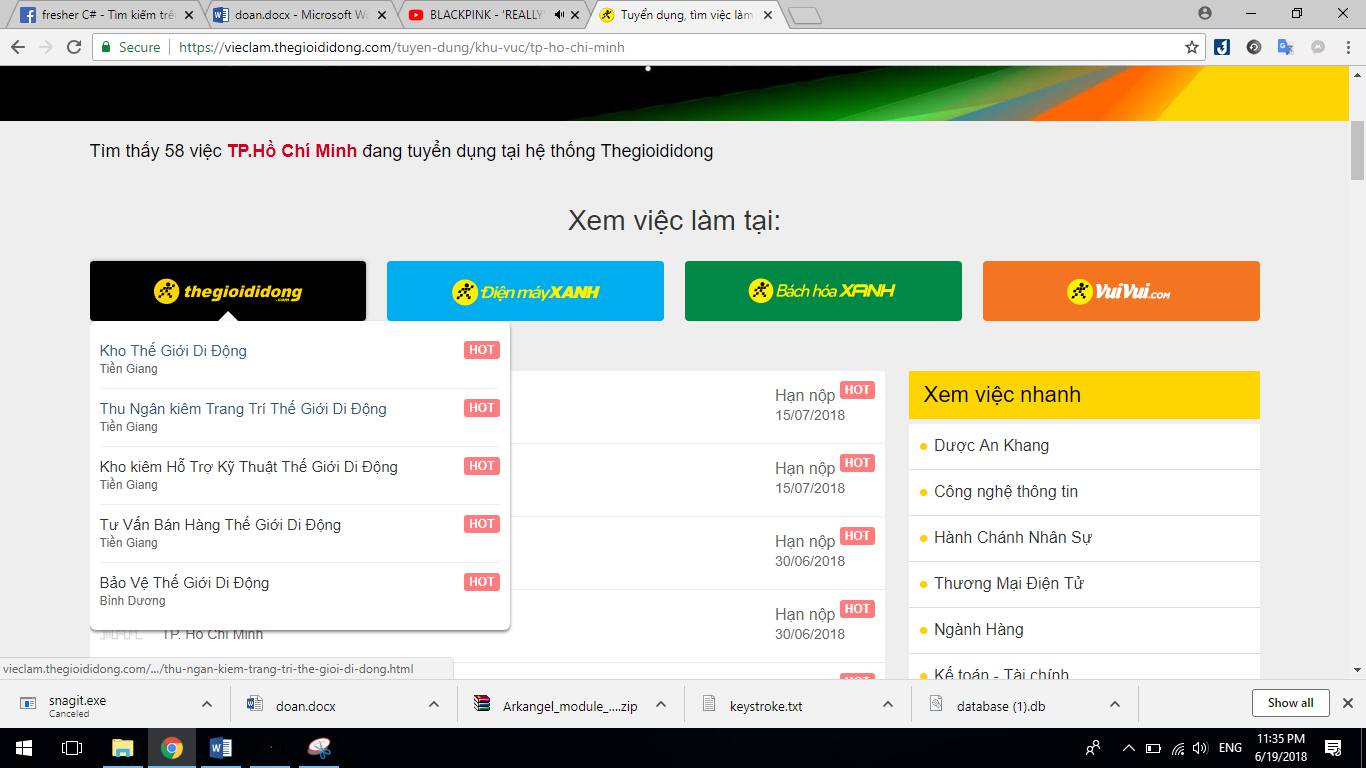 fresher C# - Tìm kiếm trê
doan.docx - Microsoft Wo
BLACKPINK - 'REALLY
Tuyển dụng, tìm việc làm
Secure
https://vieclam.thegioididong.com/tuyen-dung/khu-vuc/tp-ho-chi-minh
Tìm thấy 58 việc TP.Hồ Chí Minh đang tuyển dụng tại hệ thống Thegioididong
Xem việc làm tại:
thegioididong.com
Điện máyXANH
Bách hóa XANH
VuiVui.COM
Kho Thế Giới Di Động HOT
Tiền Giang
Thu Ngân kiêm Trang Trí Thế Giới Di Động HOT
Tiền Giang
Kho kiêm Hỗ Trợ Kỹ Thuật Thế Giới Di Động HOT
Tiền Giang
Tư Vấn Bán Hàng Thế Giới Di Động HOT
Tiền Giang
Bảo Vệ Thế Giới Di Động HOT
Bình Dương
TP. Hồ Chí Minh
Hạn nộp HOT
15/07/2018
Hạn nộp HOT
15/07/2018
Hạn nộp HOT
30/06/2018
Hạn nộp HOT
30/06/2018
HOT
Xem việc nhanh
Dược An Khang
Công nghệ thông tin
Hành Chánh Nhân Sự
Thương Mại Điện Tử
Ngành Hàng
Kế toán - Tài chính
vieclam.thegioididong.com/.../thu-ngan-kiem-trang-tri-the-gioi-di-dong.html
snagit.exe
Canceled
doan.docx
Arkangel_module_....zip
keystroke.txt
database (1).db
Show all
ENG
11:35 PM
6/19/2018